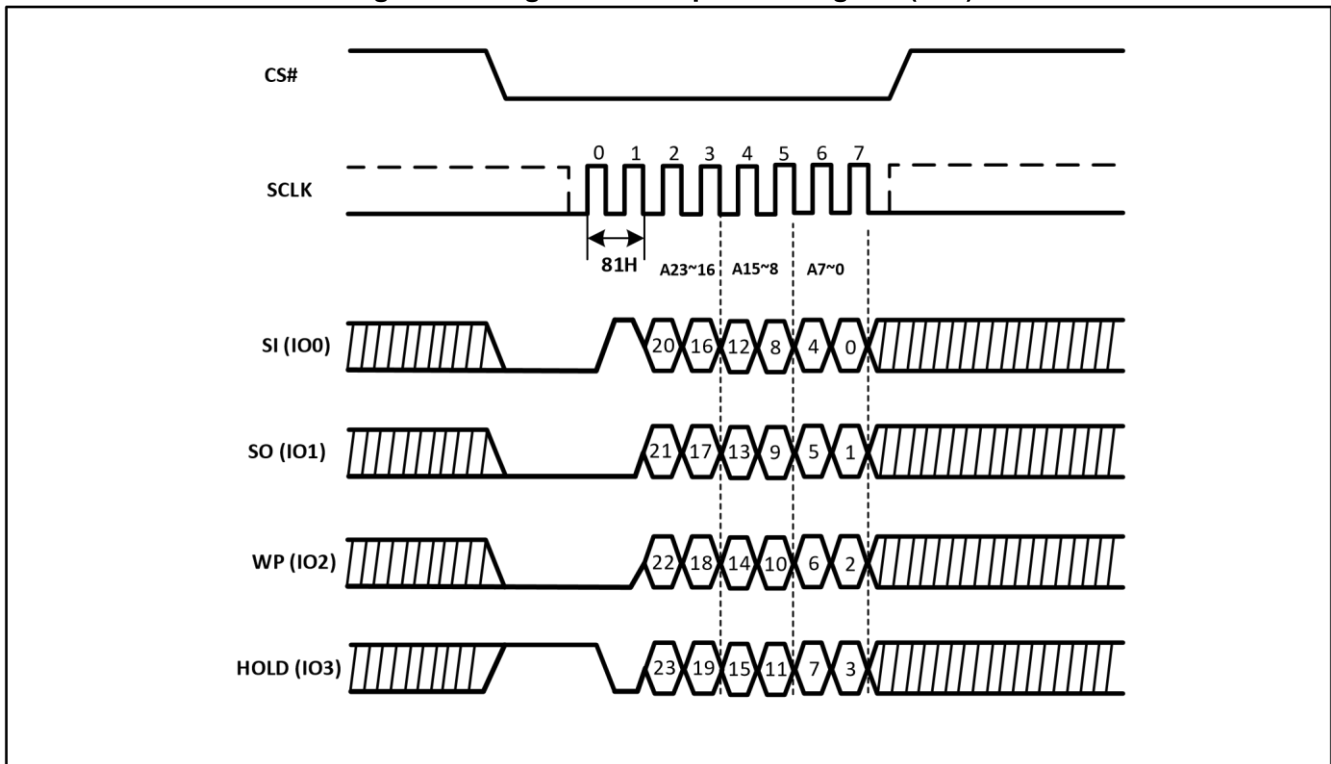 CS#
0 1 2 3 4 5 6 7
SCLK
81H A23~16 A15~8 A7~0
SI (IO0) 20 16 12 8 4 0
SO (IO1) 21 17 13 9 5 1
WP (IO2) 22 18 14 10 6 2
HOLD (IO3) 23 19 15 11 7 3